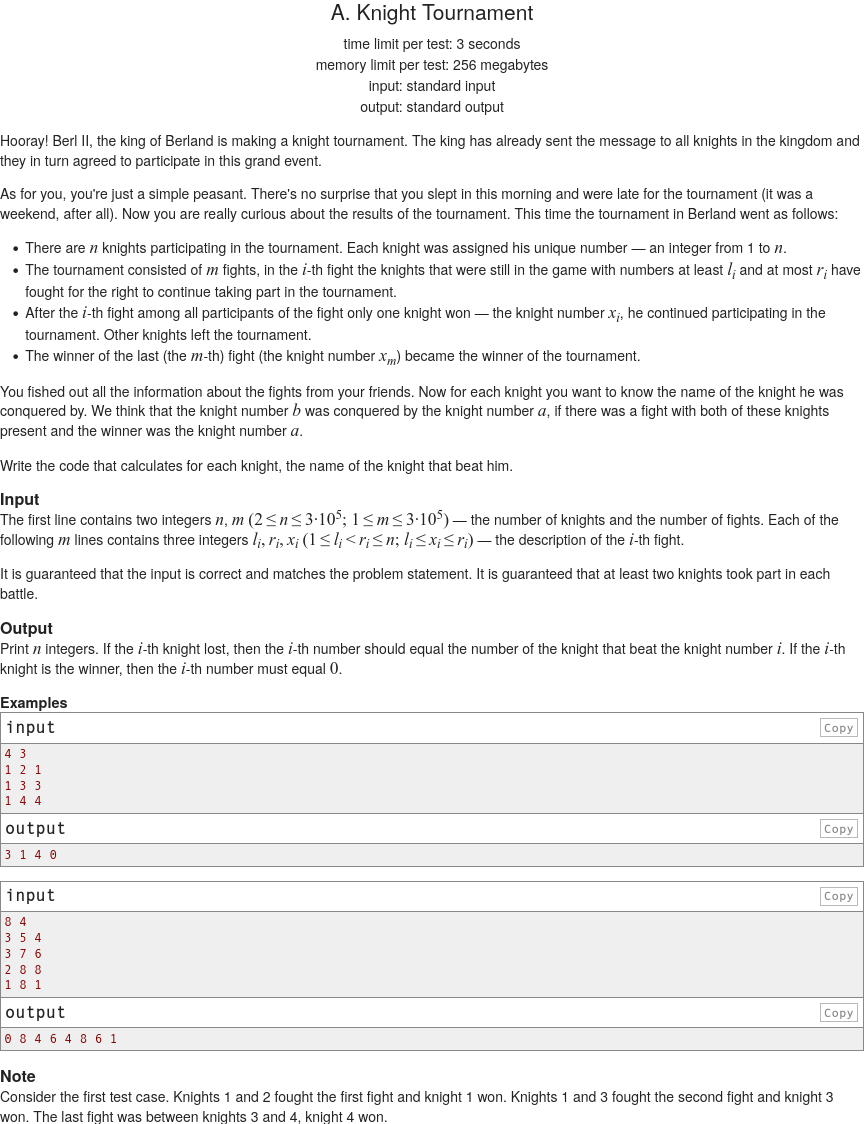 A. Knight Tournament
time limit per test: 3 seconds
memory limit per test: 256 megabytes
input: standard input
output: standard output
Hooray! Berl II, the king of Berland is making a knight tournament. The king has already sent the message to all knights in the kingdom and
they in turn agreed to participate in this grand event.
As for you, you're just a simple peasant. There's no surprise that you slept in this morning and were late for the tournament (it was a
weekend, after all). Now you are really curious about the results of the tournament. This time the tournament in Berland went as follows:
• There are n knights participating in the tournament. Each knight was assigned his unique number — an integer from 1 to n.
• The tournament consisted of m fights, in the i-th fight the knights that were still in the game with numbers at least l_i and at most r_i have
fought for the right to continue taking part in the tournament.
• After the i-th fight among all participants of the fight only one knight won — the knight number x_i, he continued participating in the
tournament. Other knights left the tournament.
• The winner of the last (the m-th) fight (the knight number x_m) became the winner of the tournament.
You fished out all the information about the fights from your friends. Now for each knight you want to know the name of the knight he was
conquered by. We think that the knight number b was conquered by the knight number a, if there was a fight with both of these knights
present and the winner was the knight number a.
Write the code that calculates for each knight, the name of the knight that beat him.
Input
The first line contains two integers n, m (2 ≤ n ≤ 3·10^5; 1 ≤ m ≤ 3·10^5) — the number of knights and the number of fights. Each of the
following m lines contains three integers l_i, r_i, x_i (1 ≤ l_i < r_i ≤ n; l_i ≤ x_i ≤ r_i) — the description of the i-th fight.
It is guaranteed that the input is correct and matches the problem statement. It is guaranteed that at least two knights took part in each
battle.
Output
Print n integers. If the i-th knight lost, then the i-th number should equal the number of the knight that beat the knight number i. If the i-th
knight is the winner, then the i-th number must equal 0.
Examples
input Copy
4 3
1 2 1
1 3 3
1 4 4
output Copy
3 1 4 0
input Copy
8 4
3 5 4
3 7 6
2 8 8
1 8 1
output Copy
0 8 4 6 4 8 6 1
Note
Consider the first test case. Knights 1 and 2 fought the first fight and knight 1 won. Knights 1 and 3 fought the second fight and knight 3
won. The last fight was between knights 3 and 4, knight 4 won.